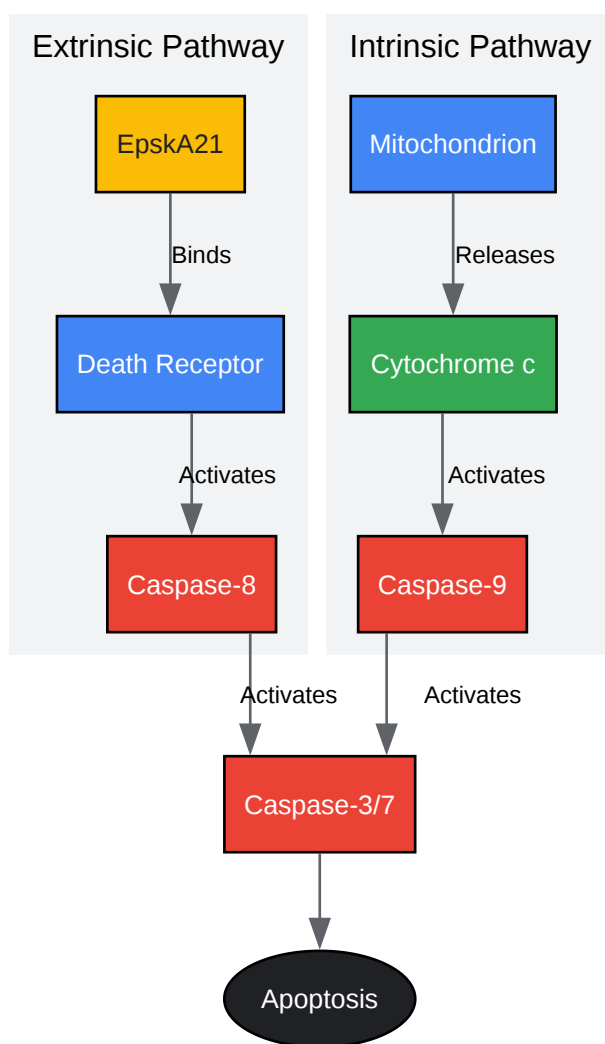 Extrinsic Pathway
EpskA21
Binds
Death Receptor
Activates
Caspase-8
Activates
Intrinsic Pathway
Mitochondrion
Releases
Cytochrome c
Activates
Caspase-9
Activates
Caspase-3/7
Apoptosis